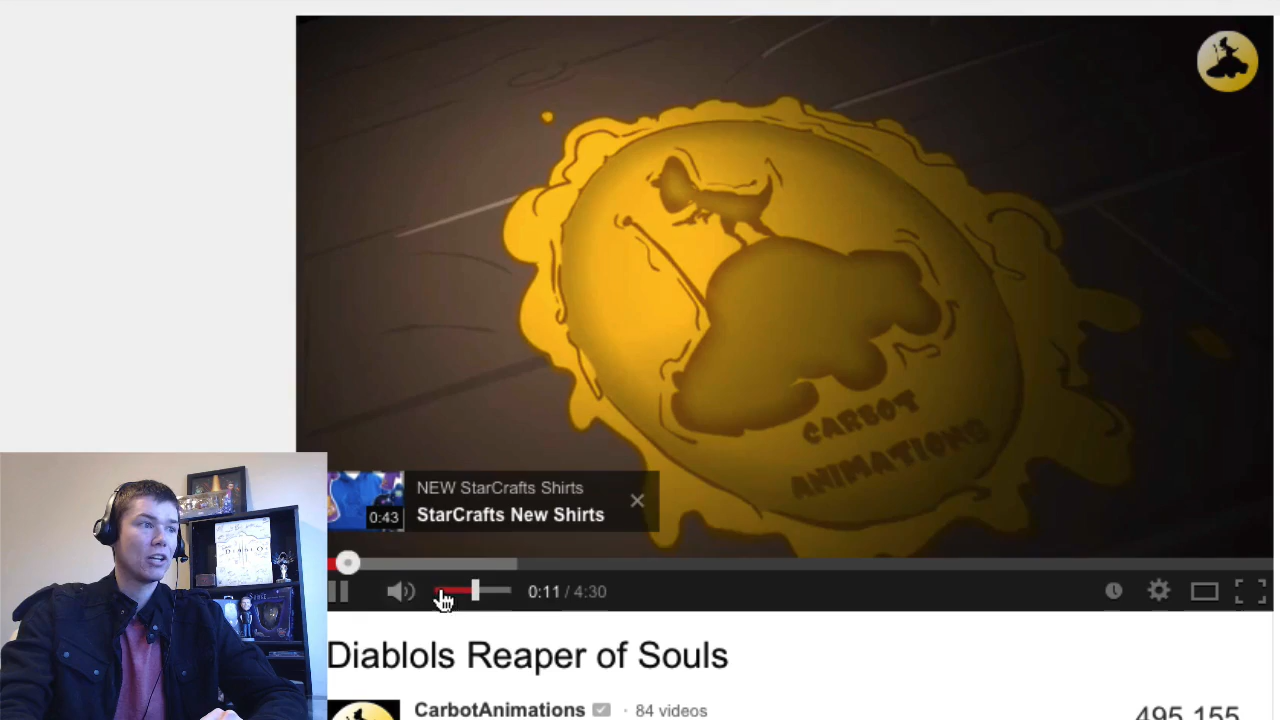 CARBOT
ANIMATIONS
NEW StarCrafts Shirts
0:43
StarCrafts New Shirts
0:11 / 4:30
DIABLO
Diablols Reaper of Souls
CarbotAnimations · 84 videos
495,155